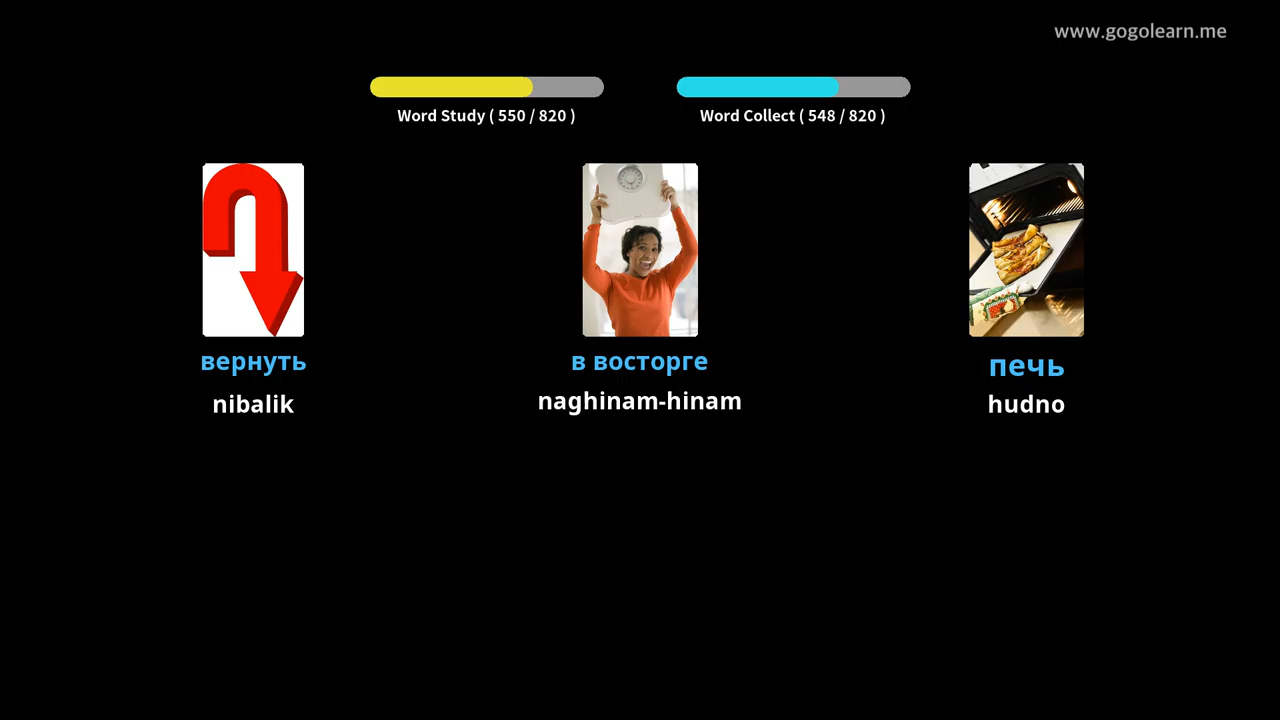 www.gogolearn.me
Word Study ( 550 / 820 )
Word Collect ( 548 / 820 )
вернуть
nibalik
в восторге
naghinam-hinam
печь
hudno